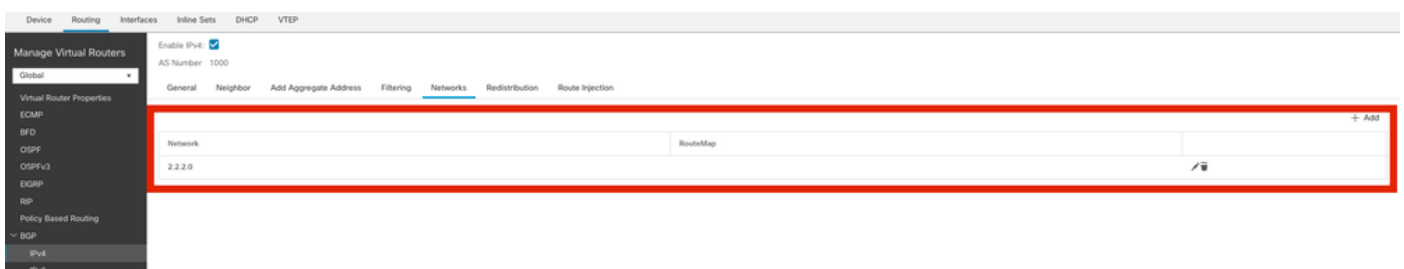 Device Routing Interfaces Inline Sets DHCP VTEP
Manage Virtual Routers
Global
Virtual Router Properties
ECMP
BFD
OSPF
OSPFv3
EIGRP
RIP
Policy Based Routing
BGP
IPv4
Enable IPv4:
AS Number 1000
General Neighbor Add Aggregate Address Filtering Networks Redistribution Route Injection
+ Add
Network RouteMap
2.2.2.0